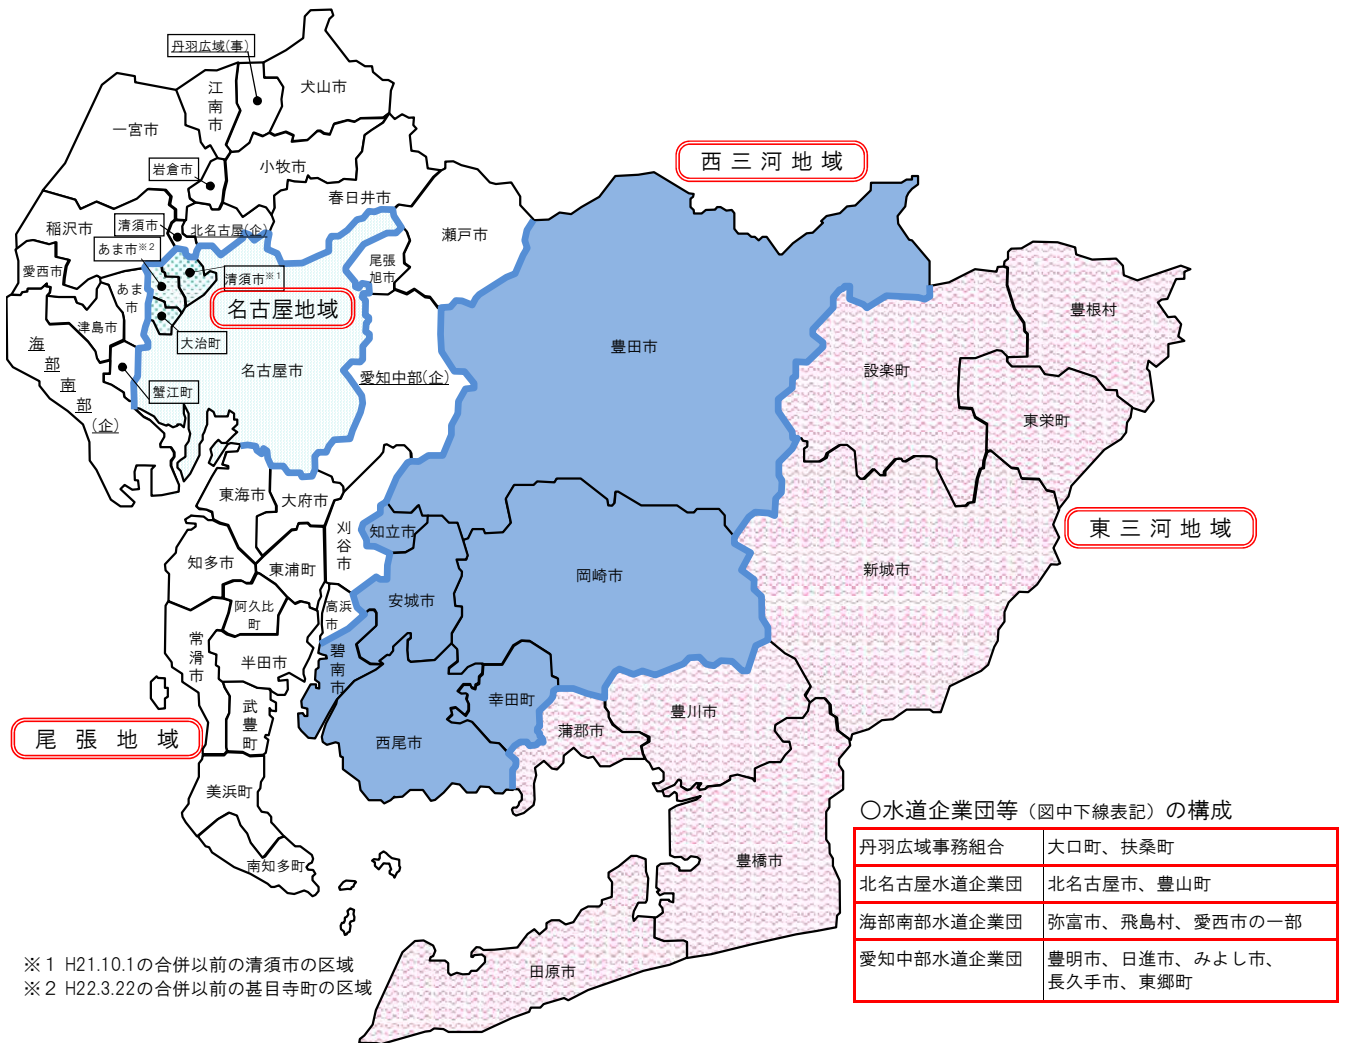 丹羽広域(事)
犬山市
江南市
一宮市
岩倉市
小牧市
春日井市
稲沢市
清須市
北名古屋(企)
瀬戸市
あま市※2
愛西市
清須市※1
尾張旭市
あま市
名古屋地域
津島市
大治町
海部南部(企)
蟹江町
名古屋市
愛知中部(企)
西三河地域
豊田市
豊根村
設楽町
東栄町
東三河地域
新城市
東海市
大府市
刈谷市
知立市
知多市
東浦町
岡崎市
阿久比町
高浜市
安城市
常滑市
半田市
碧南市
武豊町
幸田町
豊川市
蒲郡市
尾張地域
西尾市
美浜町
南知多町
豊橋市
田原市
〇水道企業団等(図中下線表記)の構成
丹羽広域事務組合 大口町、扶桑町
北名古屋水道企業団 北名古屋市、豊山町
海部南部水道企業団 弥富市、飛島村、愛西市の一部
愛知中部水道企業団 豊明市、日進市、みよし市、
長久手市、東郷町
※1 H21.10.1の合併以前の清須市の区域
※2 H22.3.22の合併以前の甚目寺町の区域